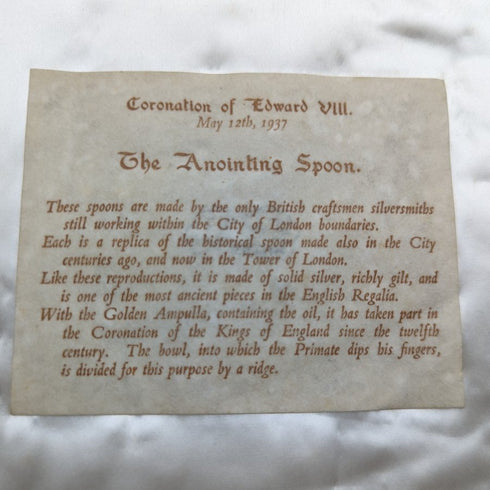 Coronation of Edward VIII.
May 12th, 1937
The Anointing Spoon.
These spoons are made by the only British craftsmen silversmiths
still working within the City of London boundaries.
Each is a replica of the historical spoon made also in the City
centuries ago, and now in the Tower of London.
Like these reproductions, it is made of solid silver, richly gilt, and
is one of the most ancient pieces in the English Regalia.
With the Golden Ampulla, containing the oil, it has taken part in
the Coronation of the Kings of England since the twelfth
century. The bowl, into which the Primate dips his fingers,
is divided for this purpose by a ridge.